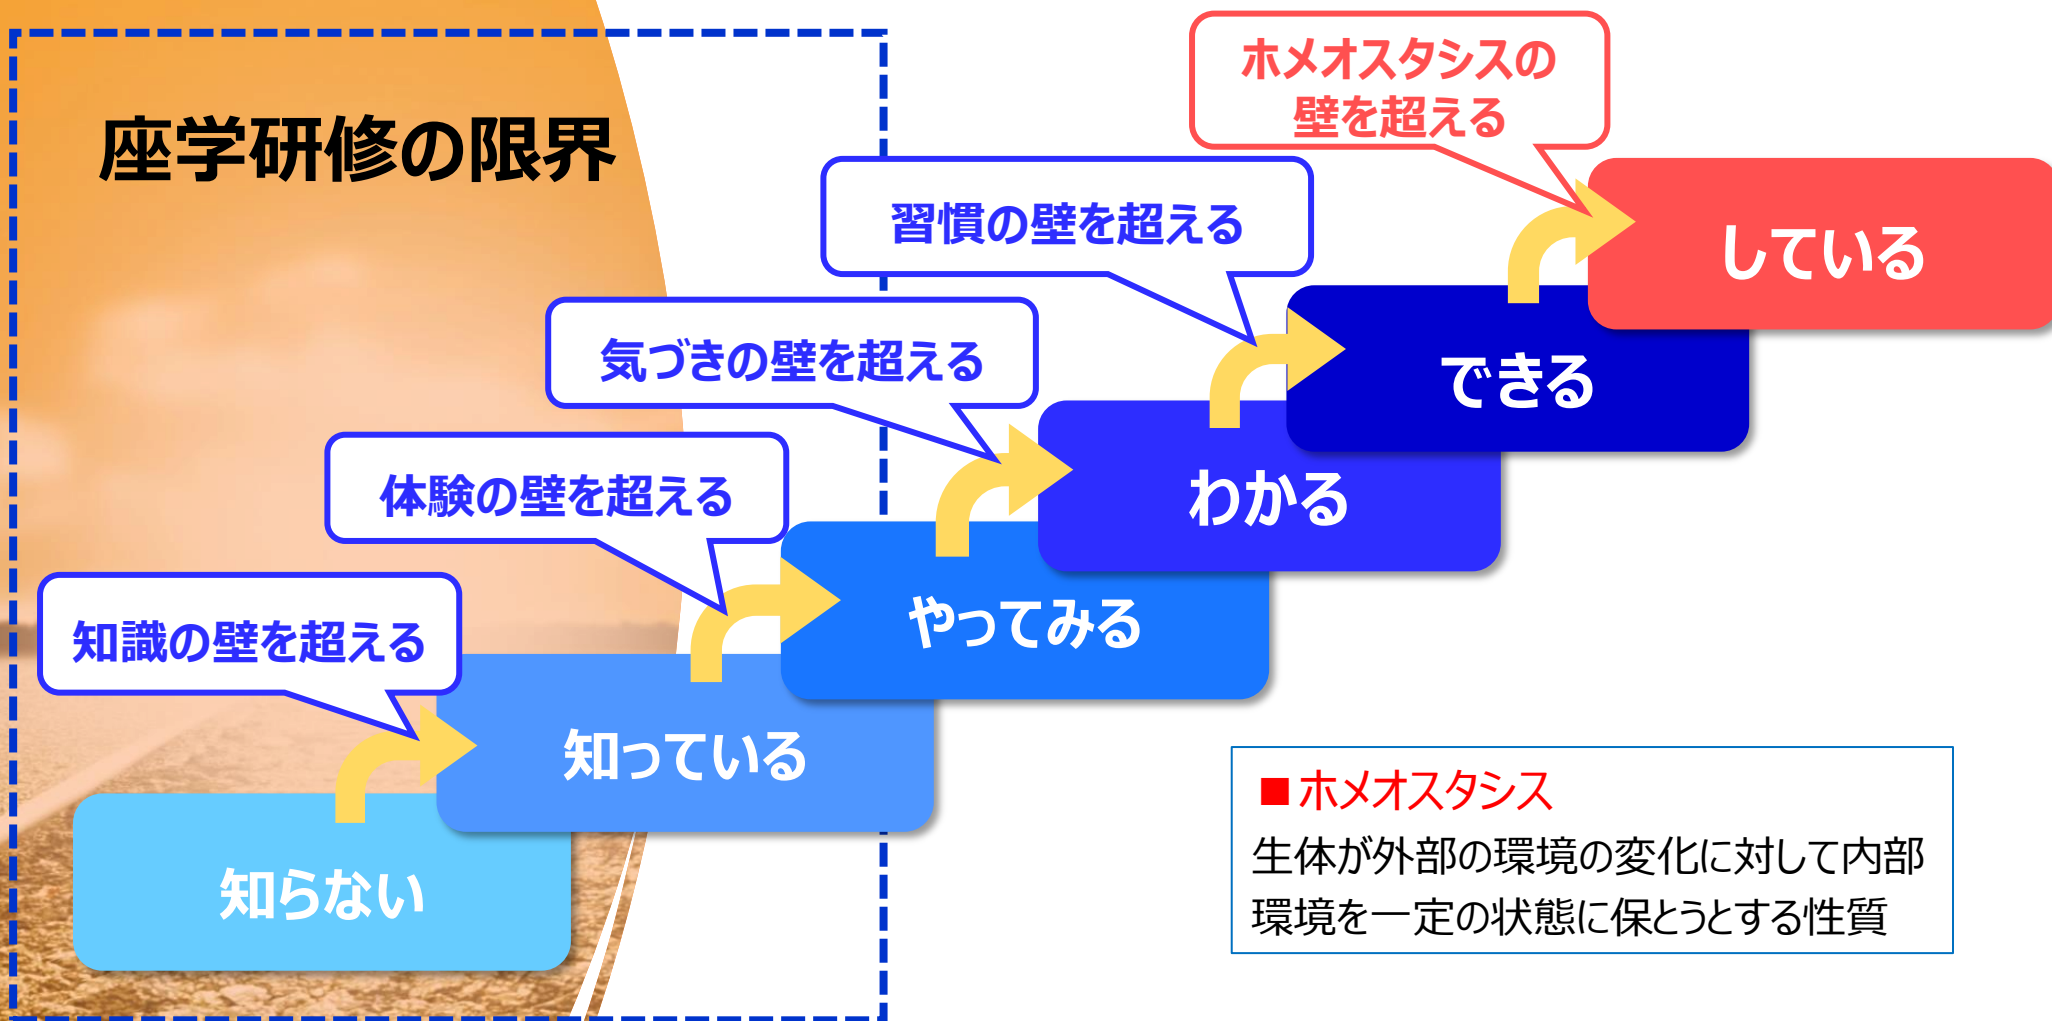 座学研修の限界
ホメオスタシスの
壁を超える
習慣の壁を超える
気づきの壁を超える
体験の壁を超える
知識の壁を超える
している
できる
わかる
やってみる
知っている
知らない
■ ホメオスタシス
生体が外部の環境の変化に対して内部
環境を一定の状態に保とうとする性質